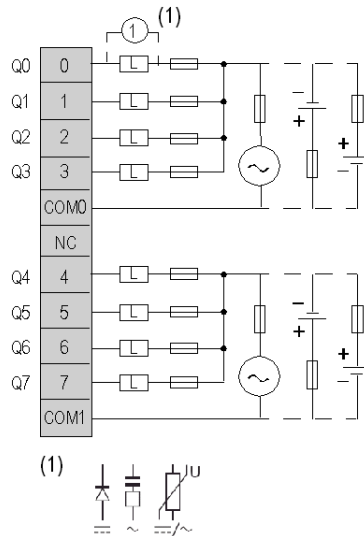 (1)
1
Q0 0 L
Q1 1 L
Q2 2 L
Q3 3 L
COM0
NC
Q4 4 L
Q5 5 L
Q6 6 L
Q7 7 L
COM1
− +
+ −
− +
+ −
(1)
U
~ /~